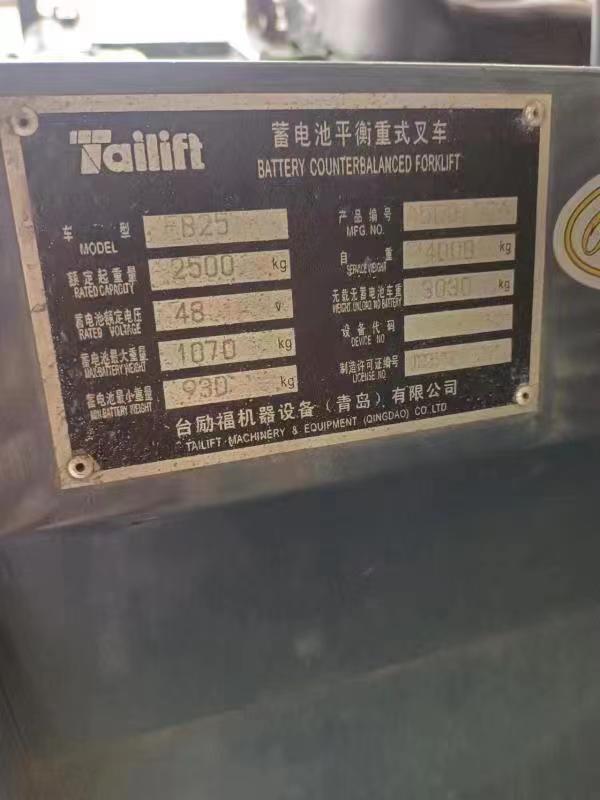 Tailift
蓄电池平衡重式叉车
BATTERY COUNTERBALANCED FORKLIFT
车 型 FB25
MODEL
额定起重量 2500 kg
RATED CAPACITY
蓄电池额定电压 48 V
RATED VOLTAGE
蓄电池最大重量 1070 kg
MAX.BATTERY WEIGHT
蓄电池最小重量 930 kg
MIN.BATTERY WEIGHT
产品编号
MFG. NO.
自 重 4000 kg
SERVICE WEIGHT
无载无蓄电池车重 3030 kg
WEIGHT, UNLOADED, NO BATTERY
设备代码
DEVICE NO
制造许可证编号
LICENSE NO.
台励福机器设备（青岛）有限公司
TAILIFT MACHINERY & EQUIPMENT (QINGDAO) CO.,LTD